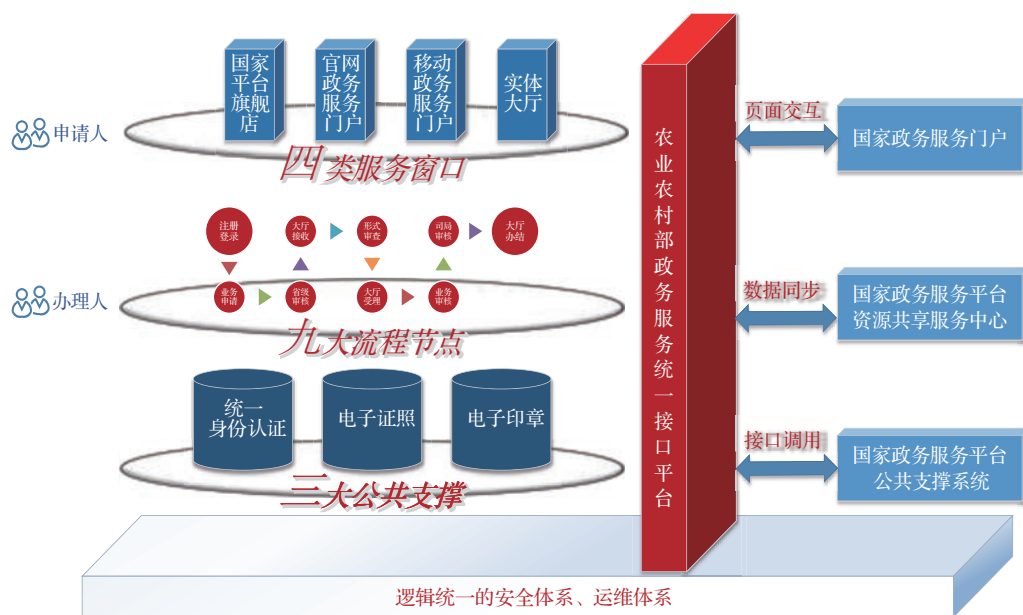 国家
平台
旗舰
店
官网
政务
服务
门户
移动
政务
服务
门户
实体
大厅
申请人
四类服务窗口
注册
登录
大厅
接收
形式
审查
司局
审核
大厅
办结
业务
申请
省级
审核
大厅
受理
业务
审核
办理人
九大流程节点
统一
身份认证
电子证照
电子印章
三大公共支撑
农业农村部政务服务统一接口平台
页面交互
国家政务服务门户
数据同步
国家政务服务平台
资源共享服务中心
接口调用
国家政务服务平台
公共支撑系统
逻辑统一的安全体系、运维体系